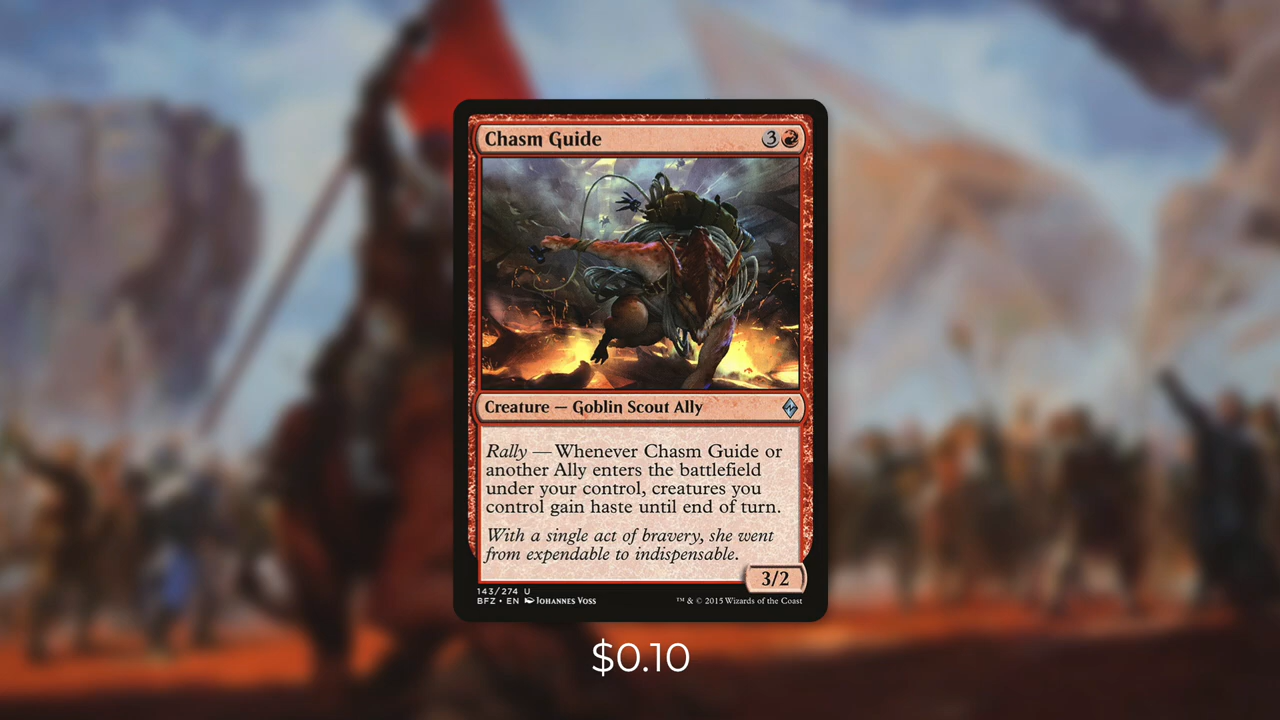 Chasm Guide 3
Creature — Goblin Scout Ally
Rally — Whenever Chasm Guide or
another Ally enters the battlefield
under your control, creatures you
control gain haste until end of turn.
With a single act of bravery, she went
from expendable to indispensable.
3/2
143/274 U
BFZ • EN Johannes Voss
™ & © 2015 Wizards of the Coast
$0.10